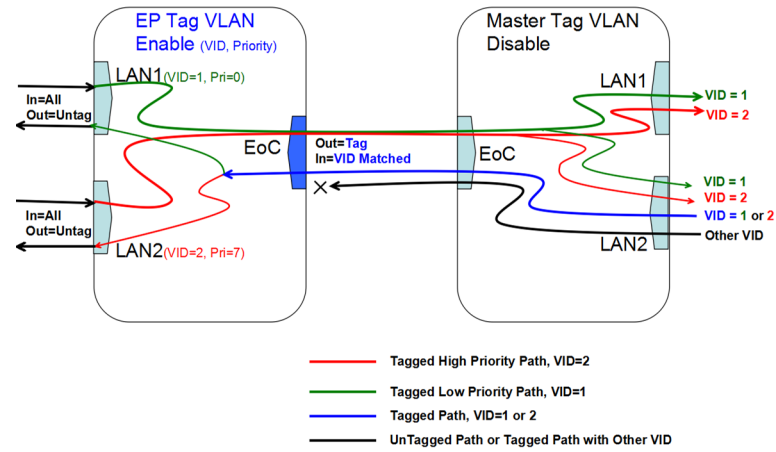 EP Tag VLAN
Enable (VID, Priority)
Master Tag VLAN
Disable
LAN1(VID=1, Pri=0)
In=All
Out=Untag
EoC
Out=Tag
In=VID Matched
In=All
Out=Untag
LAN2(VID=2, Pri=7)
LAN1
VID = 1
VID = 2
EoC
VID = 1
VID = 2
VID = 1 or 2
Other VID
LAN2
Tagged High Priority Path, VID=2
Tagged Low Priority Path, VID=1
Tagged Path, VID=1 or 2
UnTagged Path or Tagged Path with Other VID